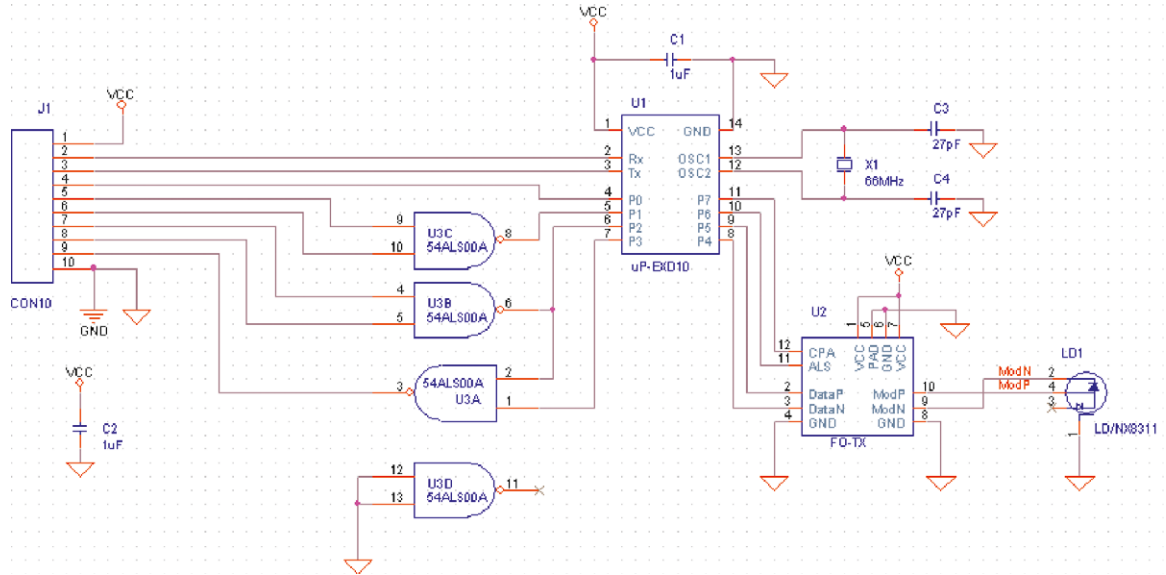 VCC
C1
1uF
J1
VCC
1
2
3
4
5
6
7
8
9
10
CON10
GND
U1
1 VCC GND 14
2 Rx OSC1 13
3 Tx OSC2 12
4 P0 P7 11
5 P1 P6 10
6 P2 P5 9
7 P3 P4 8
uP-EXD10
C3
27pF
X1
66MHz
C4
27pF
9
10
U3C
54ALS00A
8
4
5
U3B
54ALS00A
6
3
54ALS00A
U3A
2
1
12
13
U3D
54ALS00A
11
VCC
C2
1uF
VCC
U2
1 5 6 7
VCC PAD GND VCC
12 CPA
11 ALS
2 DataP ModP 10
3 DataN ModN 9
4 GND GND 8
FO-TX
LD1
ModN 2
ModP 4
3
1
LD/NX8311